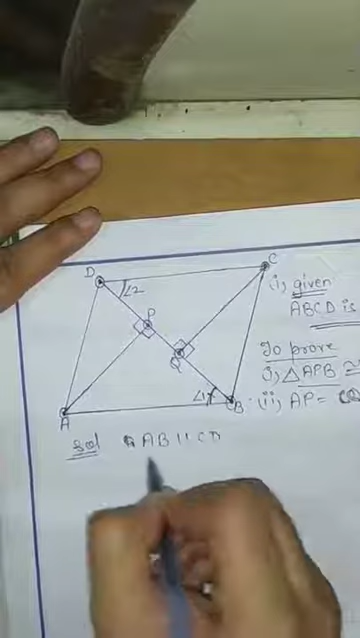 D
C
∠2
(i, given
ABCD is
P
To prove
Q
i, △APB ≅
∠1
B
(ii, AP =
A
Sol AB || CD